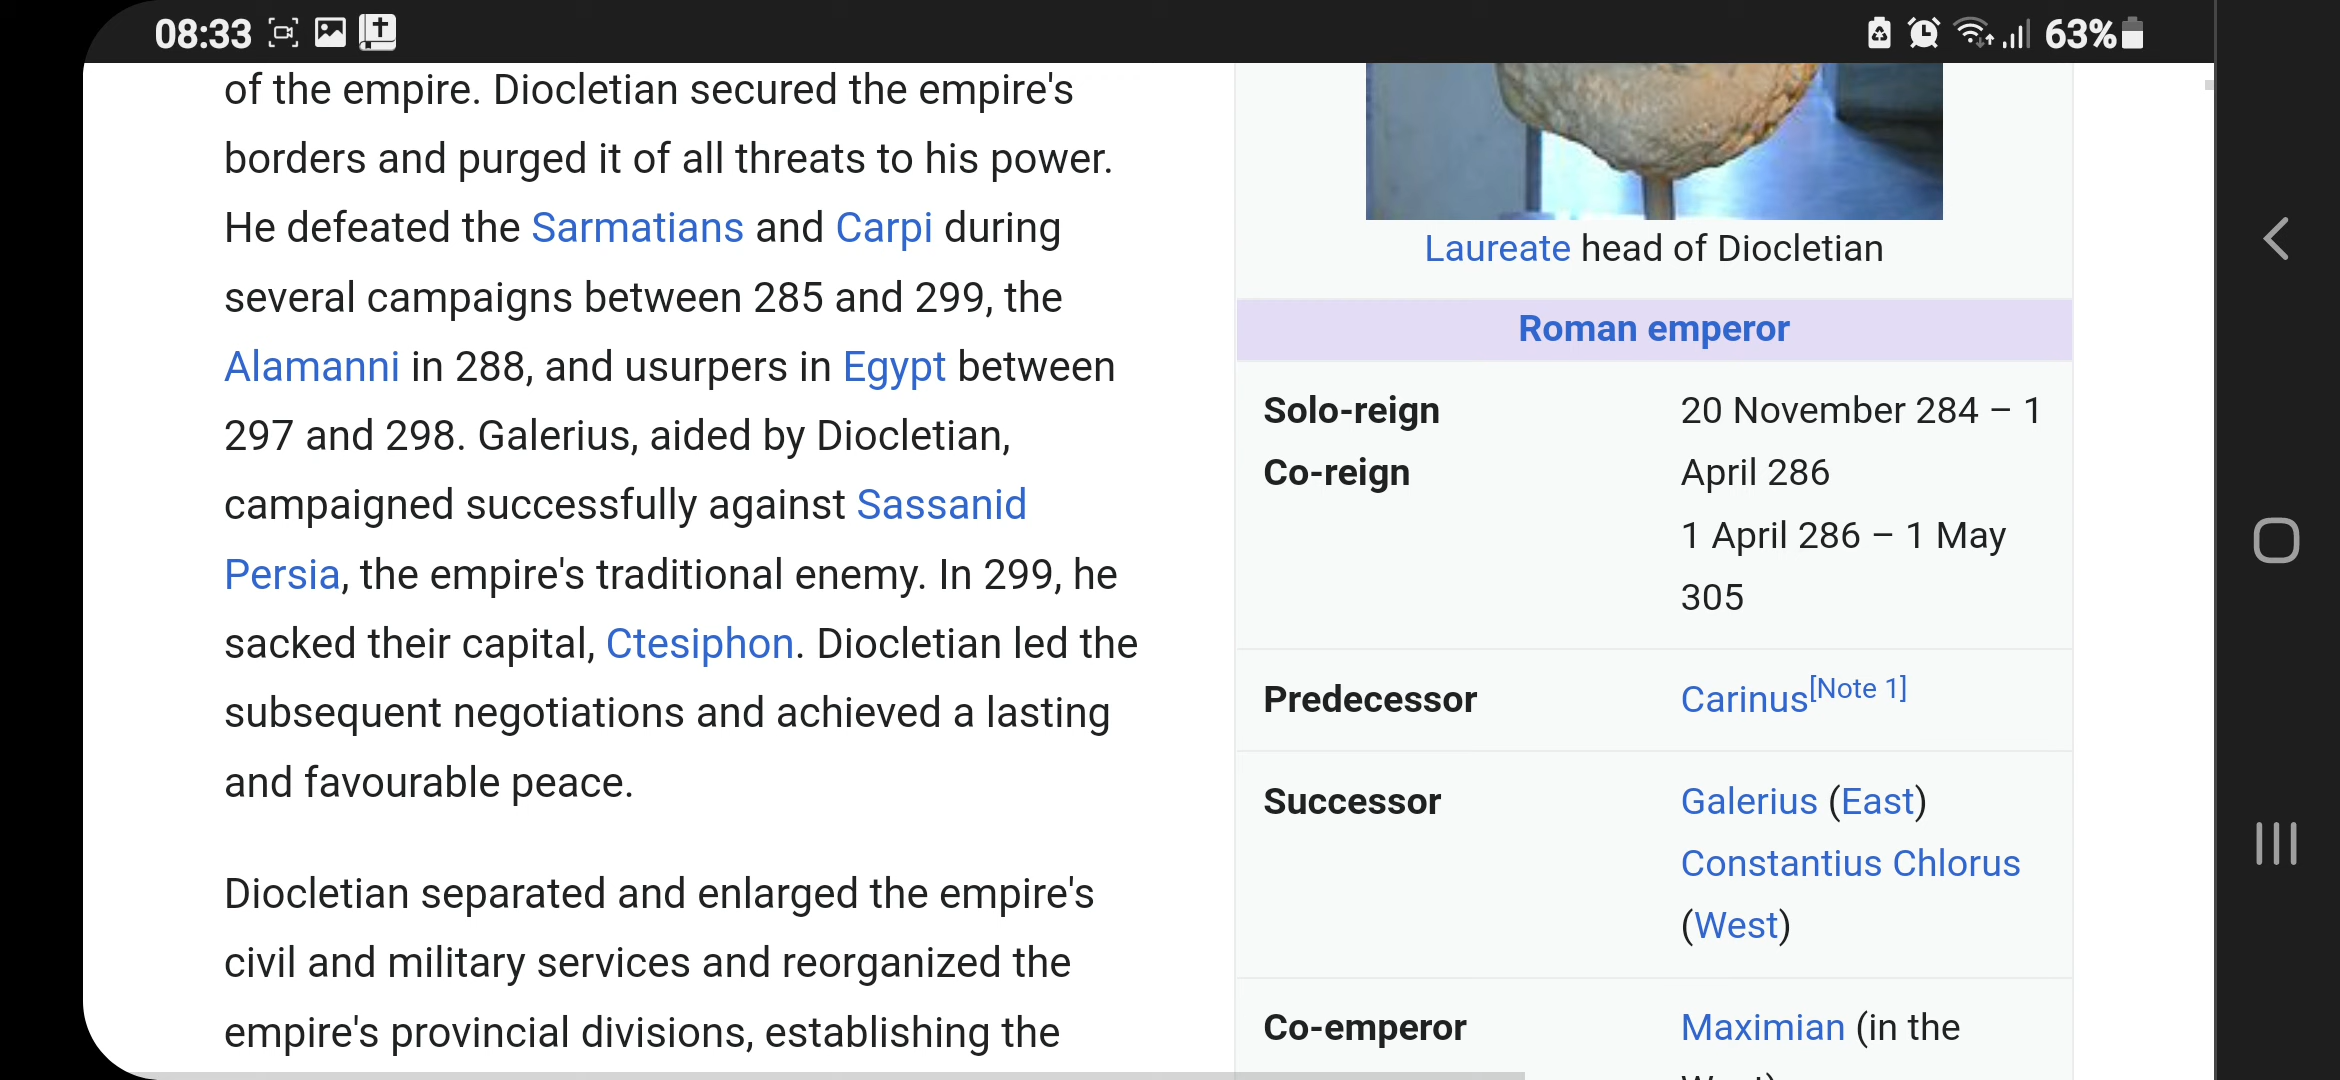 08:33
63%
of the empire. Diocletian secured the empire's
borders and purged it of all threats to his power.
He defeated the Sarmatians and Carpi during
several campaigns between 285 and 299, the
Alamanni in 288, and usurpers in Egypt between
297 and 298. Galerius, aided by Diocletian,
campaigned successfully against Sassanid
Persia, the empire's traditional enemy. In 299, he
sacked their capital, Ctesiphon. Diocletian led the
subsequent negotiations and achieved a lasting
and favourable peace.
Diocletian separated and enlarged the empire's
civil and military services and reorganized the
empire's provincial divisions, establishing the
Laureate head of Diocletian
Roman emperor
Solo-reign 20 November 284 – 1
Co-reign April 286
1 April 286 – 1 May
305
Predecessor Carinus[Note 1]
Successor Galerius (East)
Constantius Chlorus
(West)
Co-emperor Maximian (in the